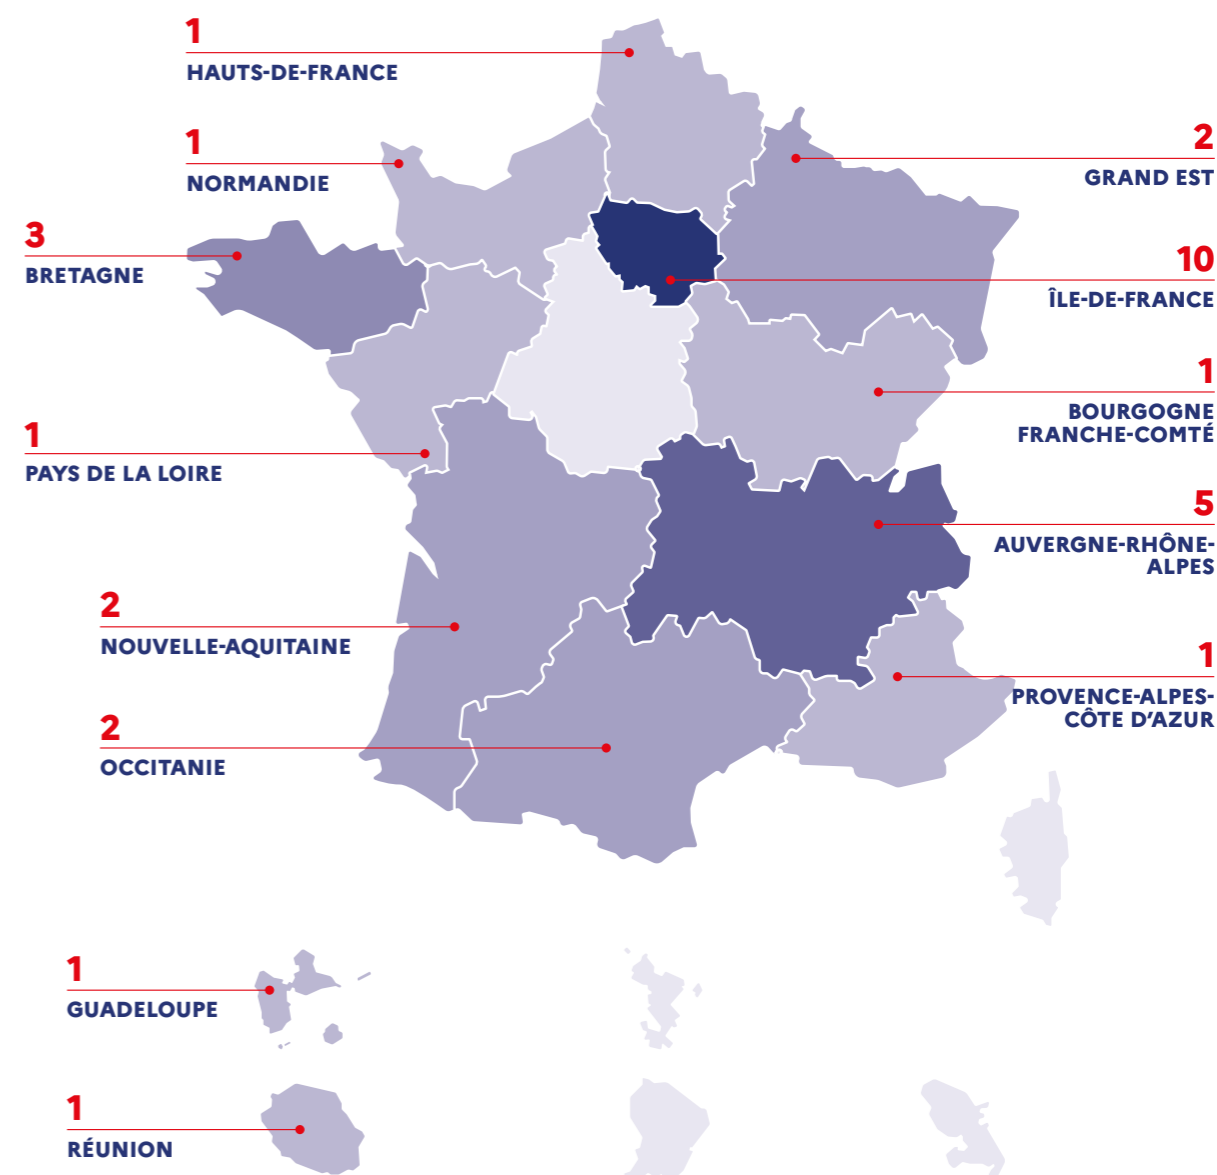 1
HAUTS-DE-FRANCE
1
NORMANDIE
2
GRAND EST
3
BRETAGNE
10
ÎLE-DE-FRANCE
1
BOURGOGNE
FRANCHE-COMTÉ
1
PAYS DE LA LOIRE
5
AUVERGNE-RHÔNE-
ALPES
2
NOUVELLE-AQUITAINE
1
PROVENCE-ALPES-
CÔTE D’AZUR
2
OCCITANIE
1
GUADELOUPE
1
RÉUNION